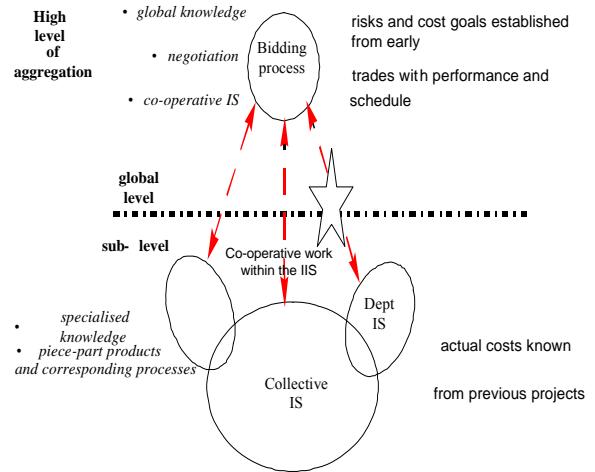 High
level
of
aggregation
• global knowledge
• negotiation
• co-operative IS
Bidding
process
risks and cost goals established
from early
trades with performance and
schedule
global
level
sub- level
Co-operative work
within the IIS
• specialised
knowledge
• piece-part products
and corresponding processes
Dept
IS
Collective
IS
actual costs known
from previous projects